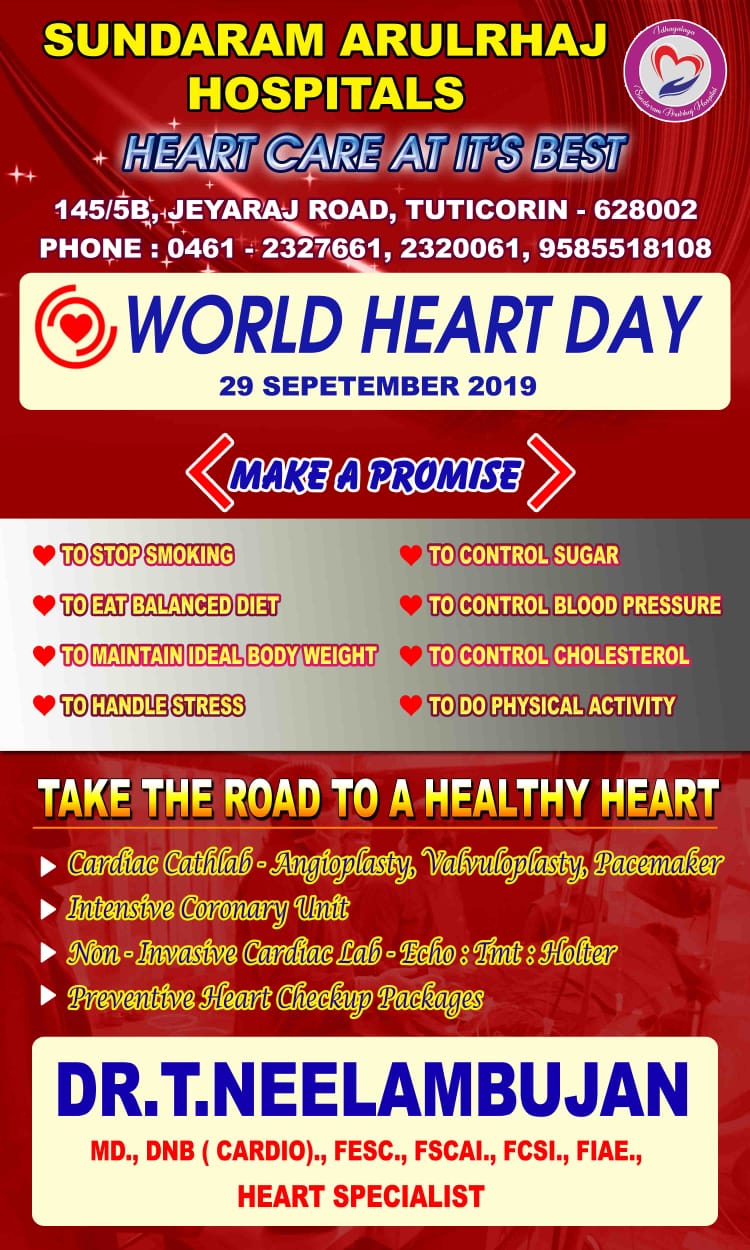 SUNDARAM ARULRHAJ
HOSPITALS
Idhayalaya
Sundaram Arulrhaj Hospital
HEART CARE AT IT'S BEST
145/5B, JEYARAJ ROAD, TUTICORIN - 628002
PHONE : 0461 - 2327661, 2320061, 9585518108
WORLD HEART DAY
29 SEPETEMBER 2019
MAKE A PROMISE
TO STOP SMOKING
TO EAT BALANCED DIET
TO MAINTAIN IDEAL BODY WEIGHT
TO HANDLE STRESS
TO CONTROL SUGAR
TO CONTROL BLOOD PRESSURE
TO CONTROL CHOLESTEROL
TO DO PHYSICAL ACTIVITY
TAKE THE ROAD TO A HEALTHY HEART
Cardiac Cathlab - Angioplasty, Valvuloplasty, Pacemaker
Intensive Coronary Unit
Non - Invasive Cardiac Lab - Echo : Tmt : Holter
Preventive Heart Checkup Packages
DR.T.NEELAMBUJAN
MD., DNB ( CARDIO)., FESC., FSCAI., FCSI., FIAE.,
HEART SPECIALIST